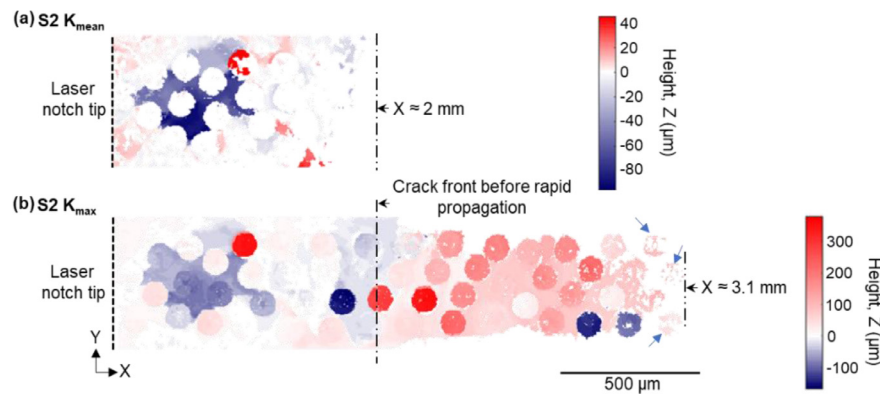 (a) S2 Kmean
Laser
notch tip
X ≈ 2 mm
40
20
0
-20
-40
-60
-80
Height, Z (μm)
(b) S2 Kmax
Crack front before rapid
propagation
Laser
notch tip
X ≈ 3.1 mm
300
200
100
0
-100
Height, Z (μm)
Y
X
500 μm